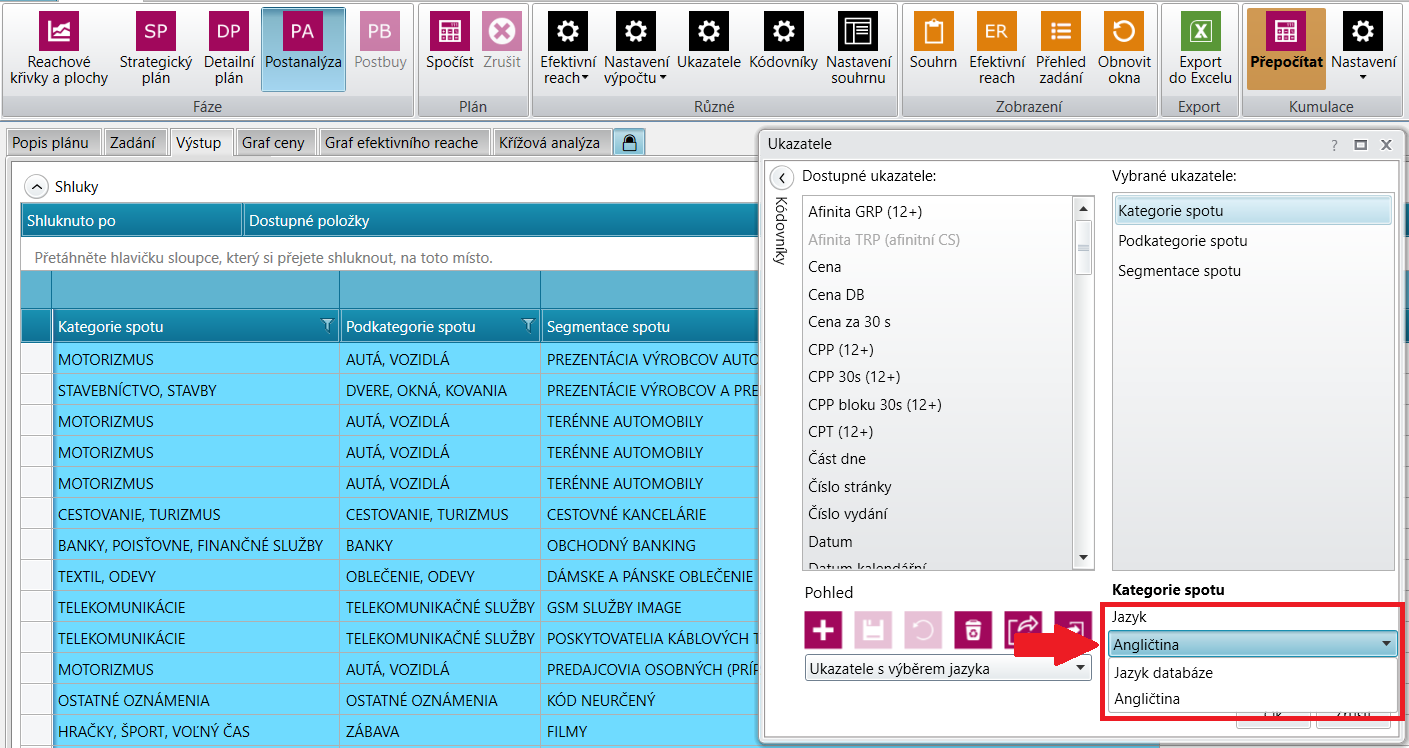 SP DP PA PB ER
Reachové křivky a plochy
Strategický plán
Detailní plán
Postanalýza
Postbuy
Spočíst
Zrušit
Efektivní reach
Nastavení výpočtu
Ukazatele
Kódovníky
Nastavení souhrnu
Souhrn
Efektivní reach
Přehled zadání
Obnovit okna
Export do Excelu
Přepočítat
Nastavení
Fáze Plán Různé Zobrazení Export Kumulace
Popis plánu Zadání Výstup Graf ceny Graf efektivního reache Křížová analýza
Shluky
Shluknuto po Dostupné položky
Přetáhněte hlavičku sloupce, který si přejete shluknout, na toto místo.
Kategorie spotu Podkategorie spotu Segmentace spotu
MOTORIZMUS AUTÁ, VOZIDLÁ PREZENTÁCIA VÝROBCOV AUTO
STAVEBNÍCTVO, STAVBY DVERE, OKNÁ, KOVANIA PREZENTÁCIE VÝROBCOV A PRE
MOTORIZMUS AUTÁ, VOZIDLÁ TERÉNNE AUTOMOBILY
MOTORIZMUS AUTÁ, VOZIDLÁ TERÉNNE AUTOMOBILY
MOTORIZMUS AUTÁ, VOZIDLÁ TERÉNNE AUTOMOBILY
CESTOVANIE, TURIZMUS CESTOVANIE, TURIZMUS CESTOVNÉ KANCELÁRIE
BANKY, POISŤOVNE, FINANČNÉ SLUŽBY BANKY OBCHODNÝ BANKING
TEXTIL, ODEVY OBLEČENIE, ODEVY DÁMSKE A PÁNSKE OBLEČENIE
TELEKOMUNIKÁCIE TELEKOMUNIKAČNÉ SLUŽBY GSM SLUŽBY IMAGE
TELEKOMUNIKÁCIE TELEKOMUNIKAČNÉ SLUŽBY POSKYTOVATELIA KÁBLOVÝCH T
MOTORIZMUS AUTÁ, VOZIDLÁ PREDAJCOVIA OSOBNÝCH (PRÍP
OSTATNÉ OZNÁMENIA OSTATNÉ OZNÁMENIA KÓD NEURČENÝ
HRAČKY, ŠPORT, VOĽNÝ ČAS ZÁBAVA FILMY
Ukazatele
?
Kódovníky
Dostupné ukazatele:
Afinita GRP (12+)
Afinita TRP (afinitní CS)
Cena
Cena DB
Cena za 30 s
CPP (12+)
CPP 30s (12+)
CPP bloku 30s (12+)
CPT (12+)
Část dne
Číslo stránky
Číslo vydání
Datum
Datum kalendářní
Pohled
Ukazatele s výběrem jazyka
Vybrané ukazatele:
Kategorie spotu
Podkategorie spotu
Segmentace spotu
Kategorie spotu
Jazyk
Angličtina
Jazyk databáze
Angličtina